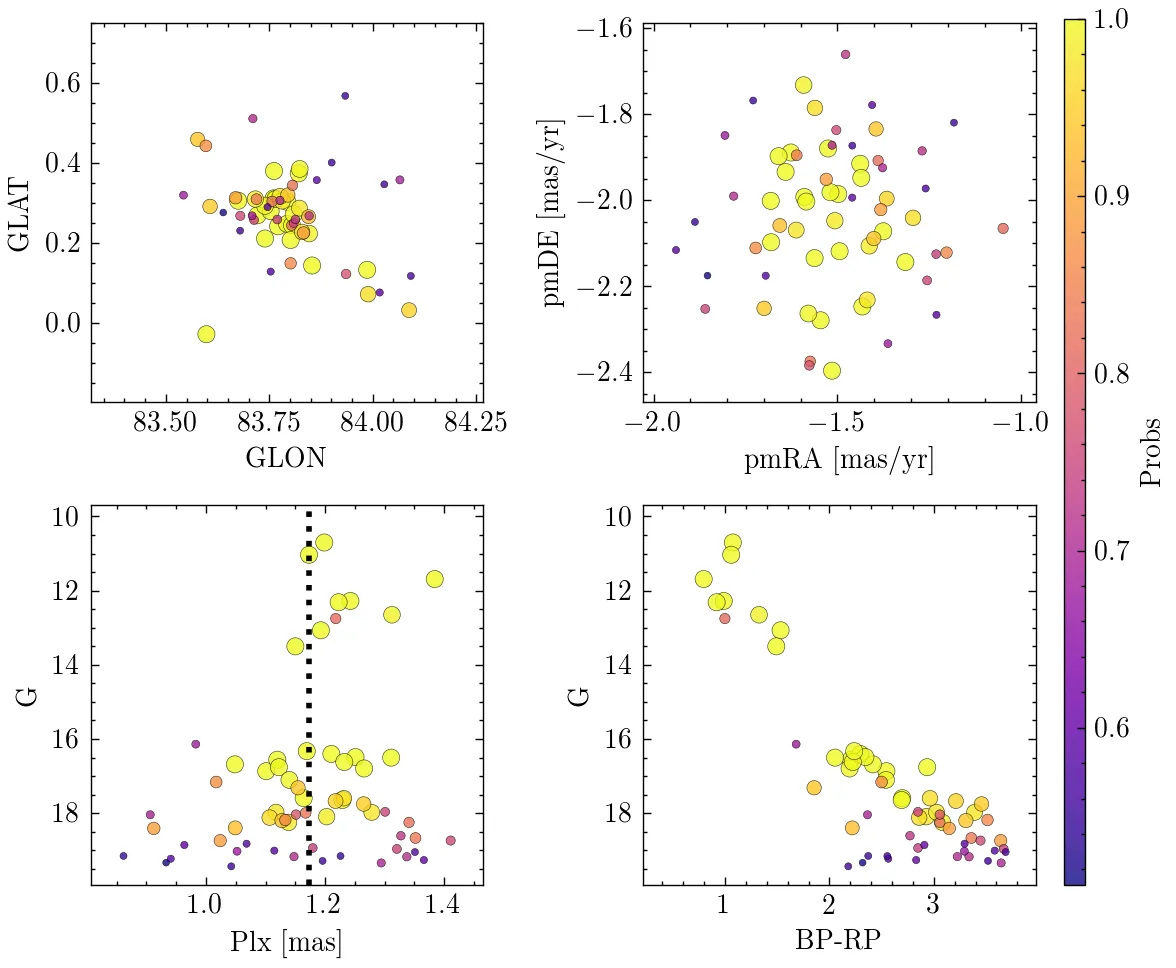 0.6
0.4
0.2
0.0
GLAT
83.50 83.75 84.00 84.25
GLON
−1.6
−1.8
−2.0
−2.2
−2.4
pmDE [mas/yr]
−2.0 −1.5 −1.0
pmRA [mas/yr]
1.0
0.9
0.8
0.7
0.6
Probs
10
12
14
16
18
G
1.0 1.2 1.4
Plx [mas]
10
12
14
16
18
G
1 2 3
BP-RP